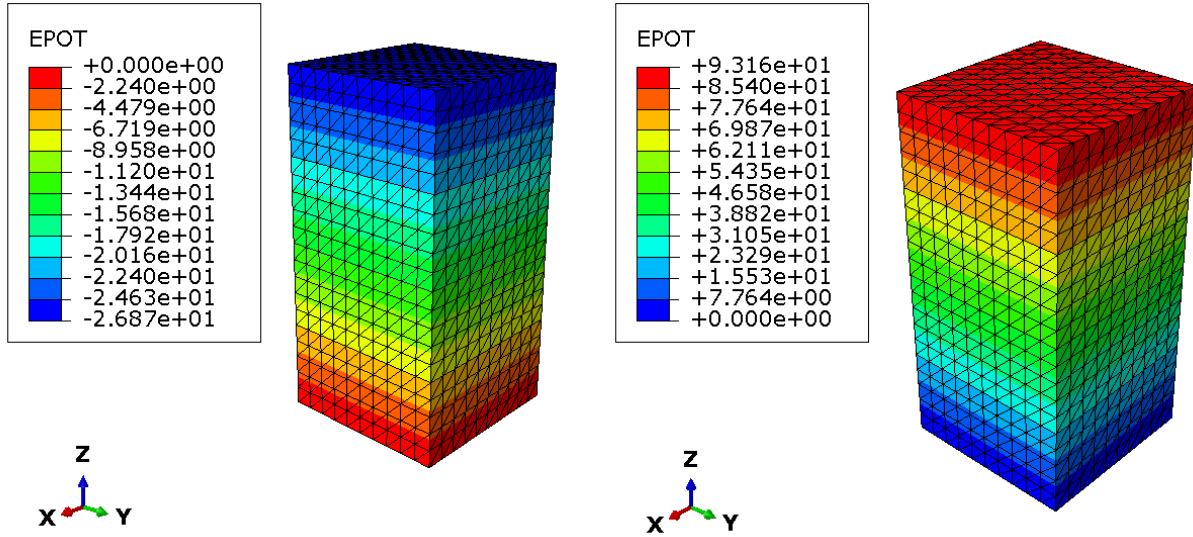 EPOT
+0.000e+00
-2.240e+00
-4.479e+00
-6.719e+00
-8.958e+00
-1.120e+01
-1.344e+01
-1.568e+01
-1.792e+01
-2.016e+01
-2.240e+01
-2.463e+01
-2.687e+01
Z
X
Y
EPOT
+9.316e+01
+8.540e+01
+7.764e+01
+6.987e+01
+6.211e+01
+5.435e+01
+4.658e+01
+3.882e+01
+3.105e+01
+2.329e+01
+1.553e+01
+7.764e+00
+0.000e+00
Z
X
Y